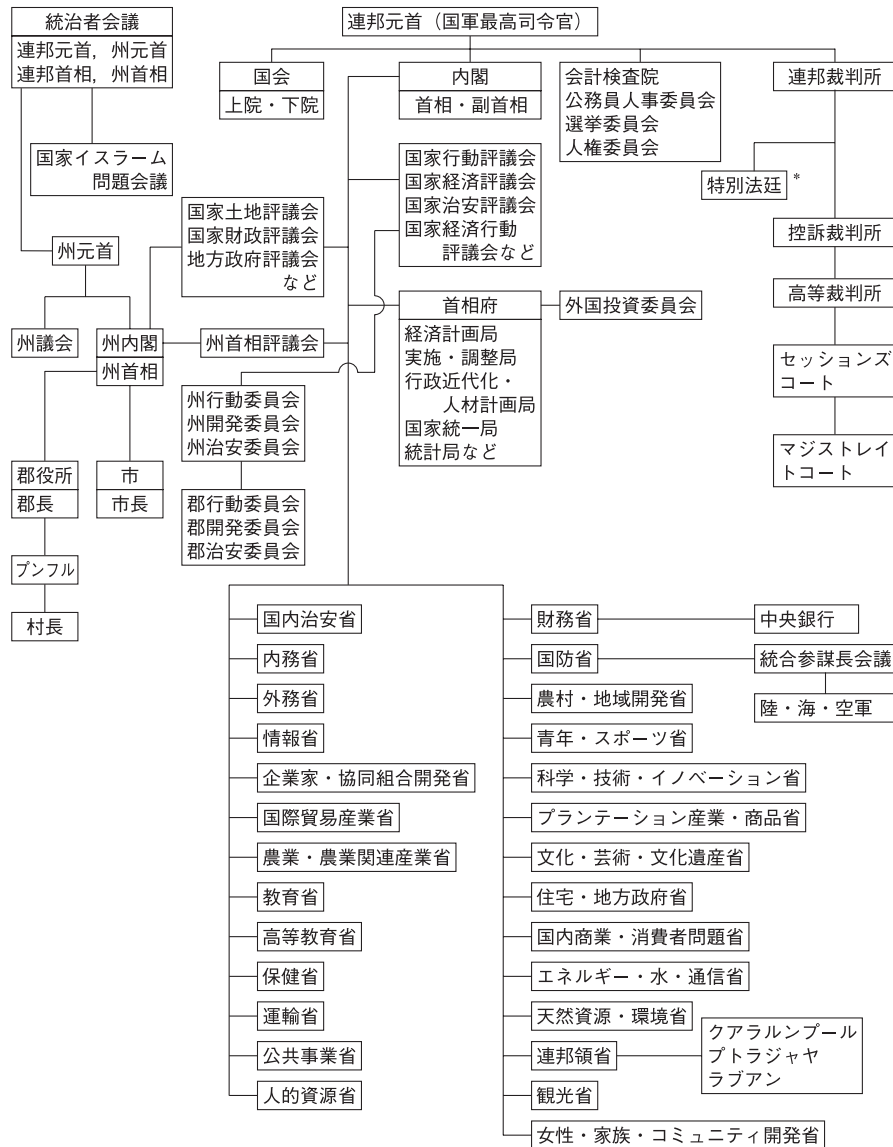 連邦元首（国軍最高司令官）
統治者会議
連邦元首，州元首
連邦首相，州首相
国家イスラーム
問題会議
国会
上院・下院
内閣
首相・副首相
会計検査院
公務員人事委員会
選挙委員会
人権委員会
連邦裁判所
特別法廷*
控訴裁判所
高等裁判所
セッションズ
コート
マジストレイ
トコート
国家行動評議会
国家経済評議会
国家治安評議会
国家経済行動
評議会など
国家土地評議会
国家財政評議会
地方政府評議会
など
州元首
州議会
州内閣
州首相
州首相評議会
首相府
経済計画局
実施・調整局
行政近代化・
人材計画局
国家統一局
統計局など
外国投資委員会
州行動委員会
州開発委員会
州治安委員会
郡行動委員会
郡開発委員会
郡治安委員会
郡役所
郡長
市
市長
プンフル
村長
国内治安省
内務省
外務省
情報省
企業家・協同組合開発省
国際貿易産業省
農業・農業関連産業省
教育省
高等教育省
保健省
運輸省
公共事業省
人的資源省
財務省
中央銀行
国防省
統合参謀長会議
陸・海・空軍
農村・地域開発省
青年・スポーツ省
科学・技術・イノベーション省
プランテーション産業・商品省
文化・芸術・文化遺産省
住宅・地方政府省
国内商業・消費者問題省
エネルギー・水・通信省
天然資源・環境省
連邦領省
クアラルンプール
プトラジャヤ
ラブアン
観光省
女性・家族・コミュニティ開発省